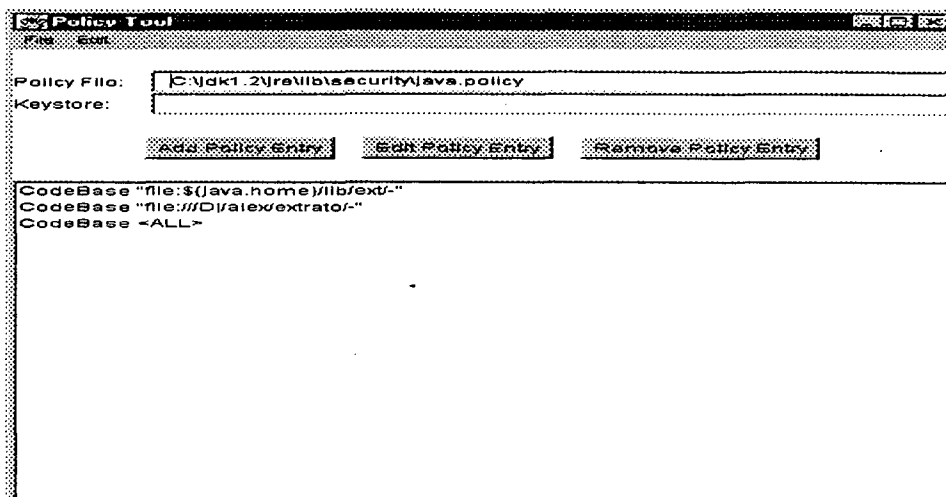 Policy Tool
File Edit
Policy File: C:\jdk1.2\jre\lib\security\java.policy
Keystore:
Add Policy Entry Edit Policy Entry Remove Policy Entry
CodeBase "file:${java.home}/lib/ext/-"
CodeBase "file:///D|/alex/extrato/-"
CodeBase <ALL>